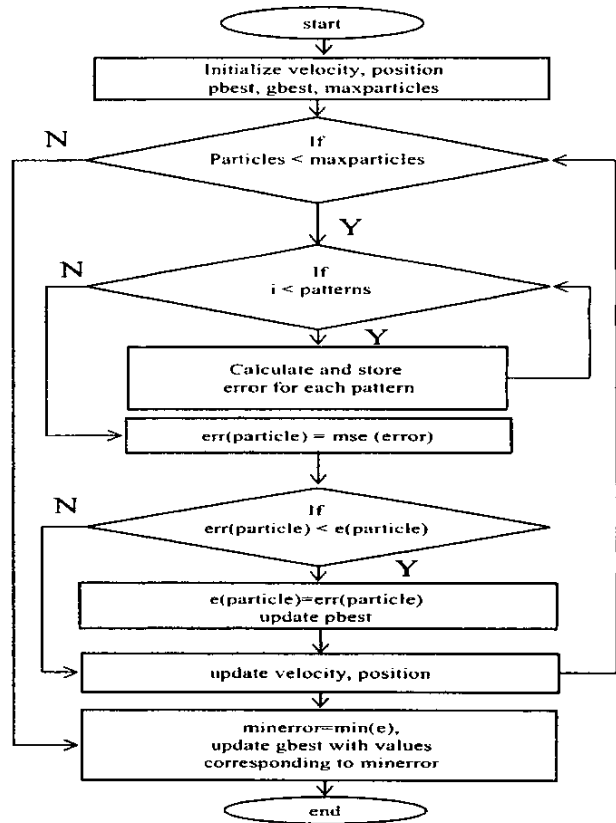 start
Initialize velocity, position
pbest, gbest, maxparticles
N
If
Particles < maxparticles
Y
N
If
i < patterns
Y
Calculate and store
error for each pattern
err(particle) = mse (error)
N
If
err(particle) < e(particle)
Y
e(particle)=err(particle)
update pbest
update velocity, position
minerror=min(e),
update gbest with values
corresponding to minerror
end